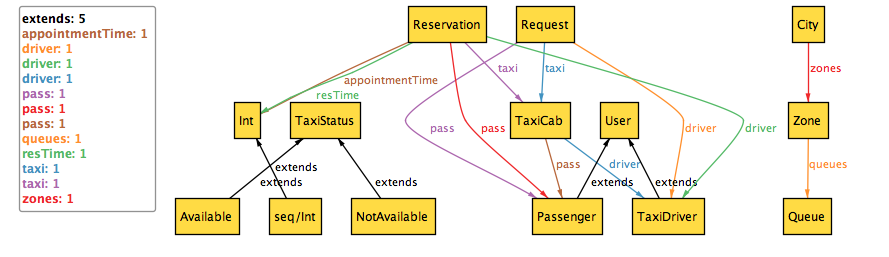 extends: 5
appointmentTime: 1
driver: 1
driver: 1
driver: 1
pass: 1
pass: 1
pass: 1
queues: 1
resTime: 1
taxi: 1
taxi: 1
zones: 1
Reservation
Request
City
taxi
taxi
zones
appointmentTime
resTime
Int
TaxiStatus
TaxiCab
User
Zone
pass
pass
driver
driver
extends
pass
driver
queues
extends
extends
extends
extends
Available
seq/Int
NotAvailable
Passenger
TaxiDriver
Queue